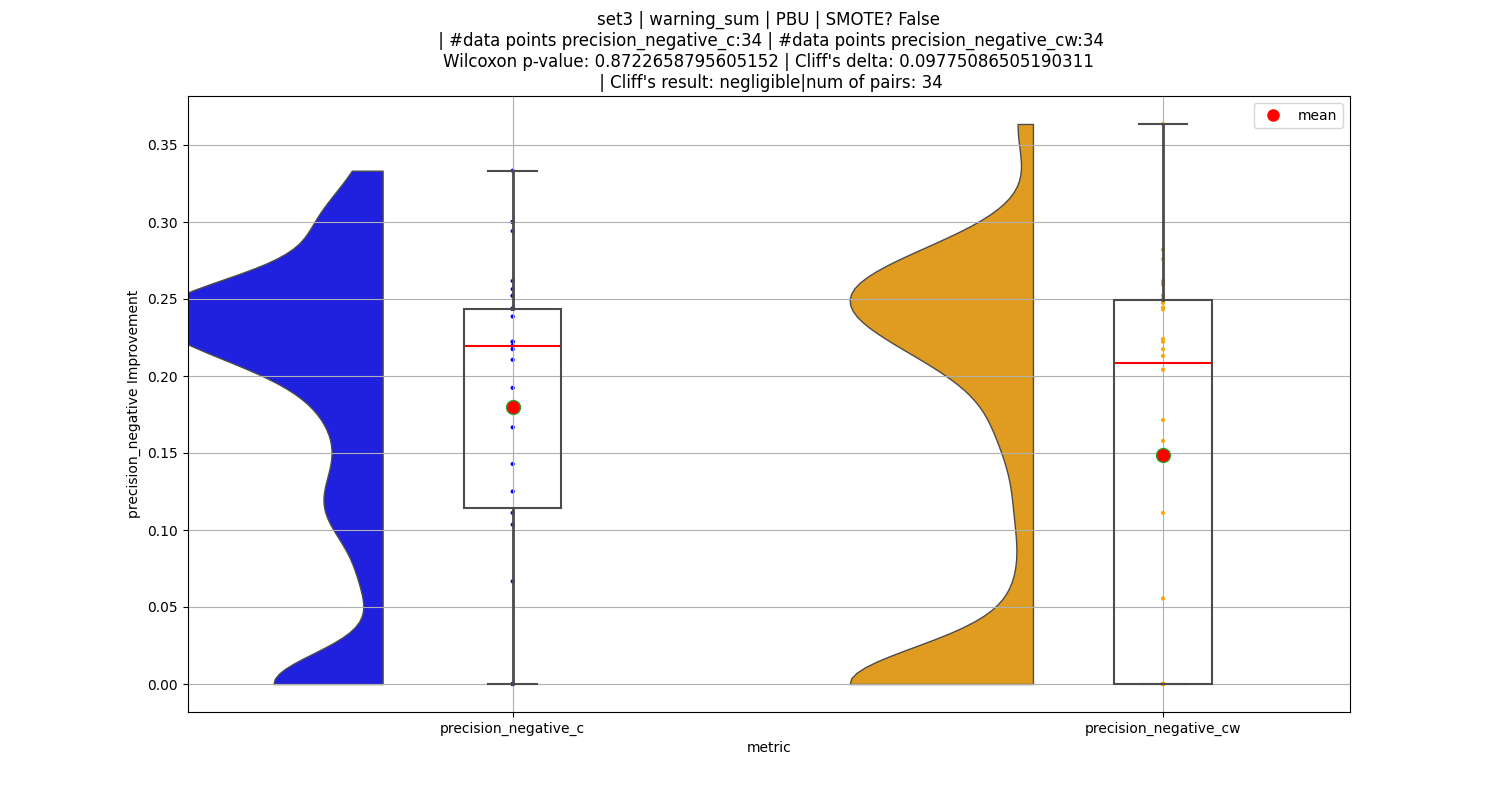 set3 | warning_sum | PBU | SMOTE? False
| #data points precision_negative_c:34 | #data points precision_negative_cw:34
Wilcoxon p-value: 0.8722658795605152 | Cliff's delta: 0.09775086505190311
| Cliff's result: negligible|num of pairs: 34
mean
precision_negative Improvement
0.35
0.30
0.25
0.20
0.15
0.10
0.05
0.00
precision_negative_c
precision_negative_cw
metric